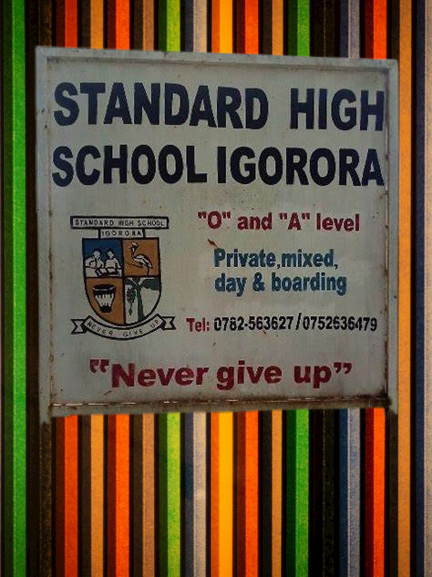 STANDARD HIGH
SCHOOL IGORORA
"O" and "A" level
STANDARD HIGH SCHOOL
IGORORA
Private,mixed,
day & boarding
NEVER GIVE UP
Tel: 0782-563627/0752636479
"Never give up"